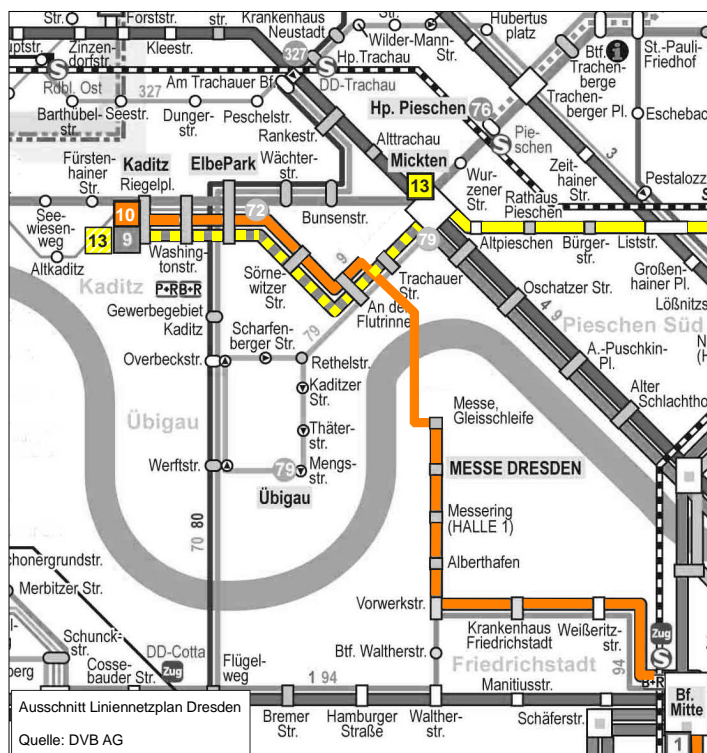 Str.
Forststr.
str.
Krankenhaus
Neustadt
Str.
Wilder-Mann-
Str.
Hubertus
platz
Btf.
Trachen-
berge
St.-Pauli-
Friedhof
Zinzen-
dorfstr.
Kleestr.
327
Hp.Trachau
S
DD-Trachau
S
Rdbl. Ost
327
Am Trachauer Bf.
Trachen-
berger Pl.
Eschebac
Barthübel-
str.
Seestr.
Dunger-
str.
Peschelstr.
Rankestr.
Hp. Pieschen
76
S
Pie-
schen
3
Alttrachau
Fürsten-
hainer
Str.
Kaditz
Riegelpl.
ElbePark
Wächter-
str.
Mickten
13
Wur-
zener
Str.
Zeit-
hainer
Str.
Rathaus
Pieschen
Pestalozz
See-
wiesen-
weg
10
9
13
72
Bunsenstr.
79
Altpieschen
Bürger-
str.
Liststr.
Altkaditz
Washing-
tonstr.
Sörne-
witzer
Str.
9
Trachauer
Str.
Großen-
hainer Pl.
Kaditz
P+R B+R
An der
Flutrinne
Oschatzer Str.
Lößnitzs
Gewerbegebiet
Kaditz
Scharfen-
berger Str.
79
4 9
Pieschen Süd
Overbeckstr.
Rethelstr.
A.-Puschkin-
Pl.
Kaditzer
Str.
Alter
Schlachtho
Übigau
Thäter-
str.
Messe,
Gleisschleife
Werftstr.
79
Mengs-
str.
MESSE DRESDEN
Übigau
70 80
Messering
(HALLE 1)
chonergrundstr.
Alberthafen
Merbitzer Str.
Vorwerkstr.
Krankenhaus
Friedrichstadt
Weißeritz-
str.
Zug
S
Schunck-
str.
DD-Cotta
Zug
Btf. Waltherstr.
Friedrichstadt
94
B+R
berg
Cosse-
bauder Str.
Flügel-
weg
1 94
Manitiusstr.
Bf.
Mitte
1
Ausschnitt Liniennetzplan Dresden
Quelle: DVB AG
Bremer
Str.
Hamburger
Straße
Walther-
str.
Schäferstr.